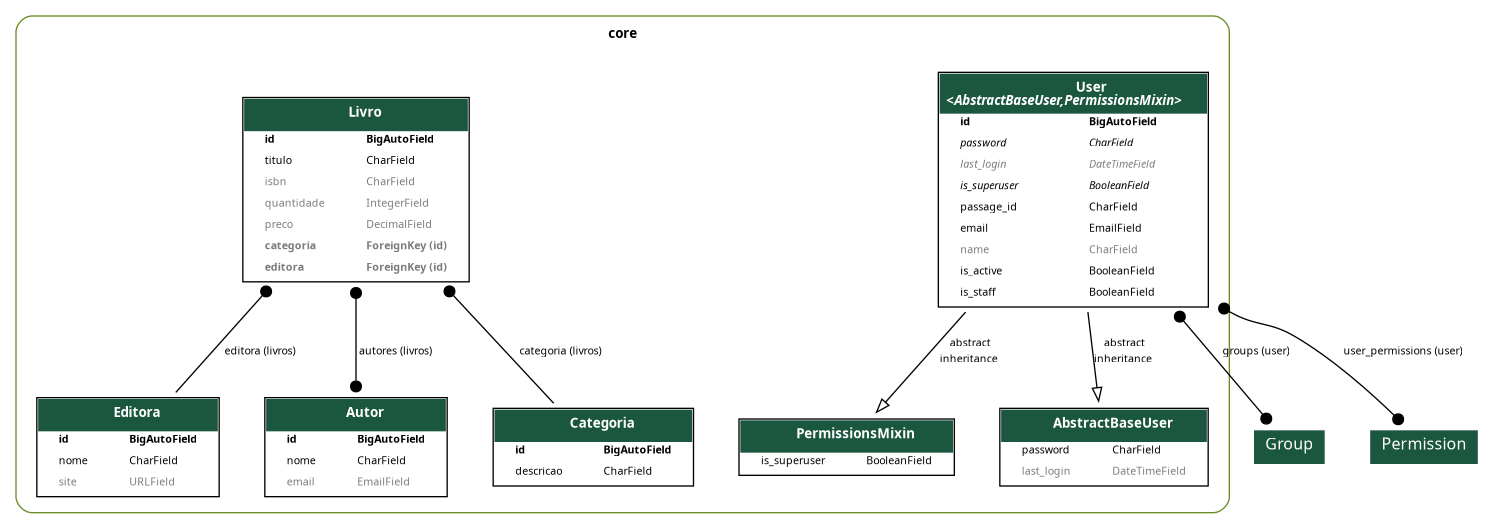 core
Livro
id BigAutoField
titulo CharField
isbn CharField
quantidade IntegerField
preco DecimalField
categoria ForeignKey (id)
editora ForeignKey (id)
User
<AbstractBaseUser,PermissionsMixin>
id BigAutoField
password CharField
last_login DateTimeField
is_superuser BooleanField
passage_id CharField
email EmailField
name CharField
is_active BooleanField
is_staff BooleanField
editora (livros)
autores (livros)
categoria (livros)
abstract
inheritance
abstract
inheritance
groups (user)
user_permissions (user)
Editora
id BigAutoField
nome CharField
site URLField
Autor
id BigAutoField
nome CharField
email EmailField
Categoria
id BigAutoField
descricao CharField
PermissionsMixin
is_superuser BooleanField
AbstractBaseUser
password CharField
last_login DateTimeField
Group
Permission